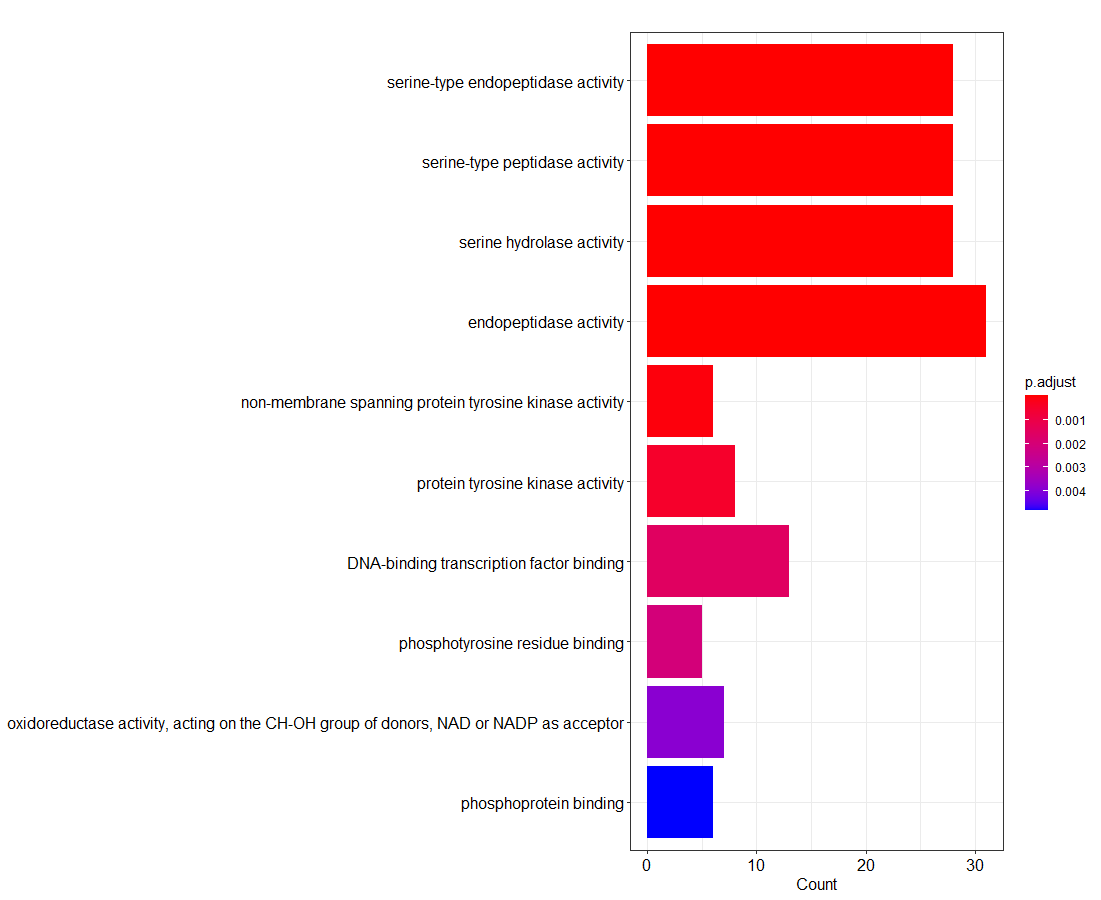 serine-type endopeptidase activity
serine-type peptidase activity
serine hydrolase activity
endopeptidase activity
non-membrane spanning protein tyrosine kinase activity
protein tyrosine kinase activity
DNA-binding transcription factor binding
phosphotyrosine residue binding
oxidoreductase activity, acting on the CH-OH group of donors, NAD or NADP as acceptor
phosphoprotein binding
0 10 20 30
Count
p.adjust
0.001
0.002
0.003
0.004